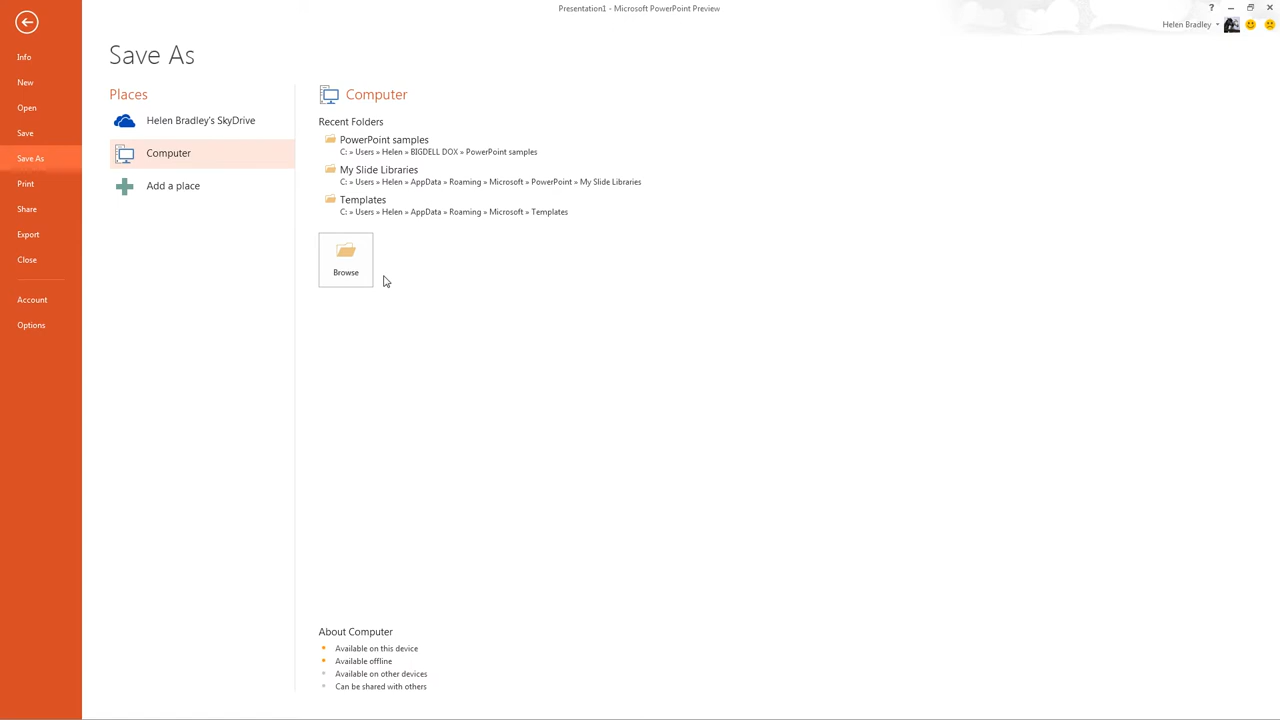 Presentation1 - Microsoft PowerPoint Preview
?
Helen Bradley
Info
New
Open
Save
Save As
Print
Share
Export
Close
Account
Options
Save As
Places
Helen Bradley's SkyDrive
Computer
Add a place
Computer
Recent Folders
PowerPoint samples
C: » Users » Helen » BIGDELL DOX » PowerPoint samples
My Slide Libraries
C: » Users » Helen » AppData » Roaming » Microsoft » PowerPoint » My Slide Libraries
Templates
C: » Users » Helen » AppData » Roaming » Microsoft » Templates
Browse
About Computer
Available on this device
Available offline
Available on other devices
Can be shared with others